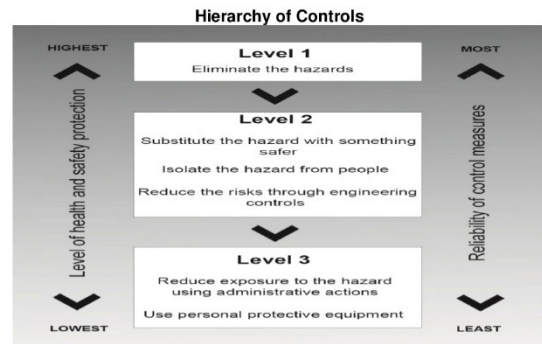 Hierarchy of Controls
HIGHEST
MOST
Level 1
Eliminate the hazards
Level 2
Substitute the hazard with something
safer
Isolate the hazard from people
Reduce the risks through engineering
controls
Level 3
Reduce exposure to the hazard
using administrative actions
Use personal protective equipment
Level of health and safety protection
Reliability of control measures
LOWEST
LEAST